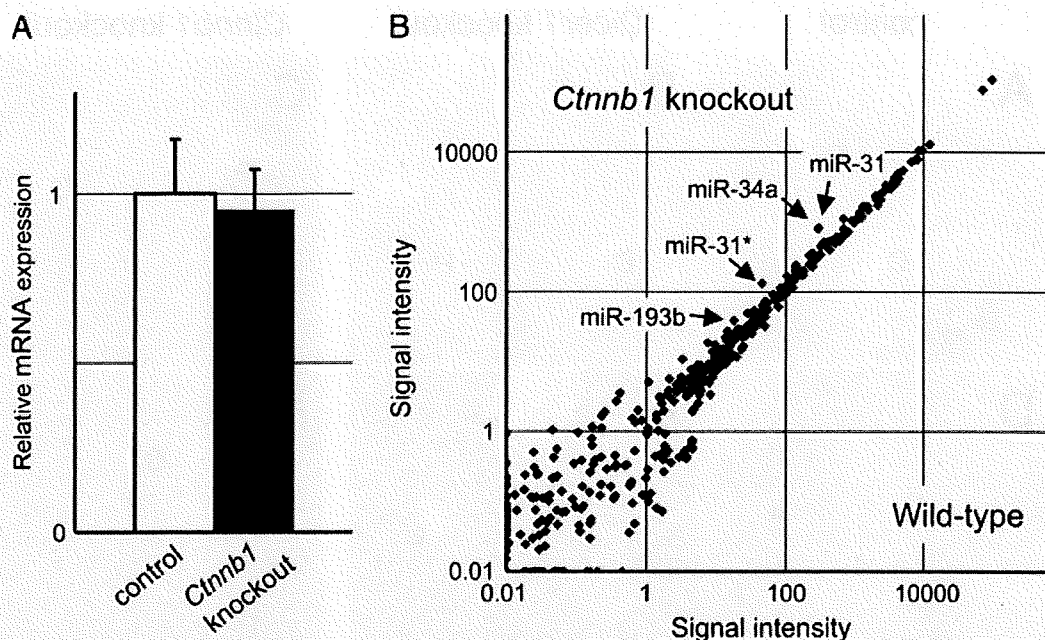 A
Relative mRNA expression
1
0
control
Ctnnb1
knockout
B
Ctnnb1 knockout
Signal intensity
10000
100
1
0.01
miR-31
miR-34a
miR-31*
miR-193b
Wild-type
0.01
1
100
10000
Signal intensity